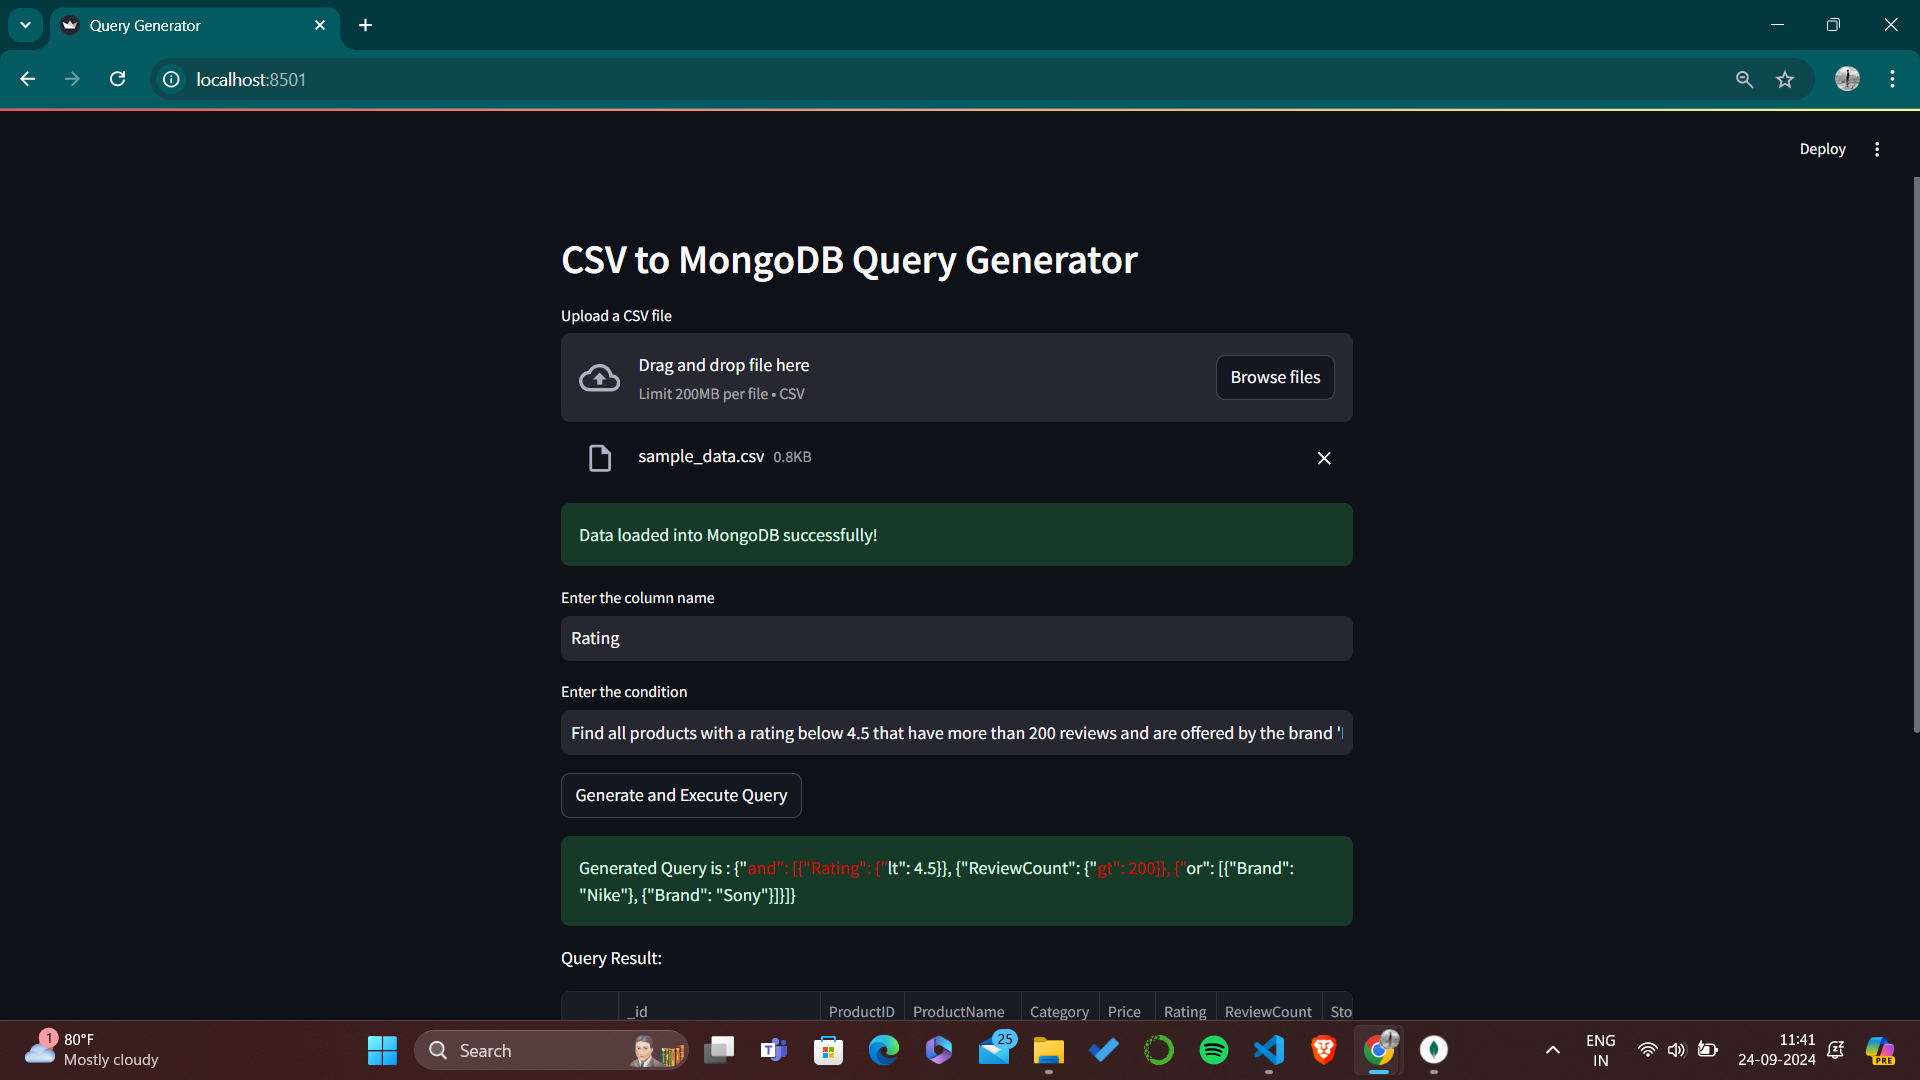 Query Generator
localhost:8501
Deploy
CSV to MongoDB Query Generator
Upload a CSV file
Drag and drop file here
Limit 200MB per file • CSV
Browse files
sample_data.csv 0.8KB
Data loaded into MongoDB successfully!
Enter the column name
Rating
Enter the condition
Find all products with a rating below 4.5 that have more than 200 reviews and are offered by the brand '
Generate and Execute Query
Generated Query is : {"and": [{"Rating": {"lt": 4.5}}, {"ReviewCount": {"gt": 200}}, {"or": [{"Brand":
"Nike"}, {"Brand": "Sony"}]}]}
Query Result:
_id ProductID ProductName Category Price Rating ReviewCount Sto
1
80°F
Mostly cloudy
Search
25
ENG
IN
11:41
24-09-2024
PRE